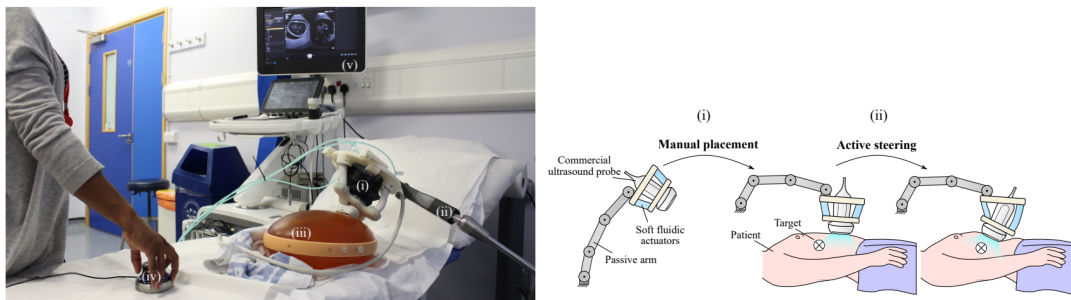 (v)
(i)
(ii)
(iii)
(iv)
(i)
(ii)
Manual placement
Active steering
Commercial
ultrasound probe
Soft fluidic
actuators
Passive arm
Target
Patient